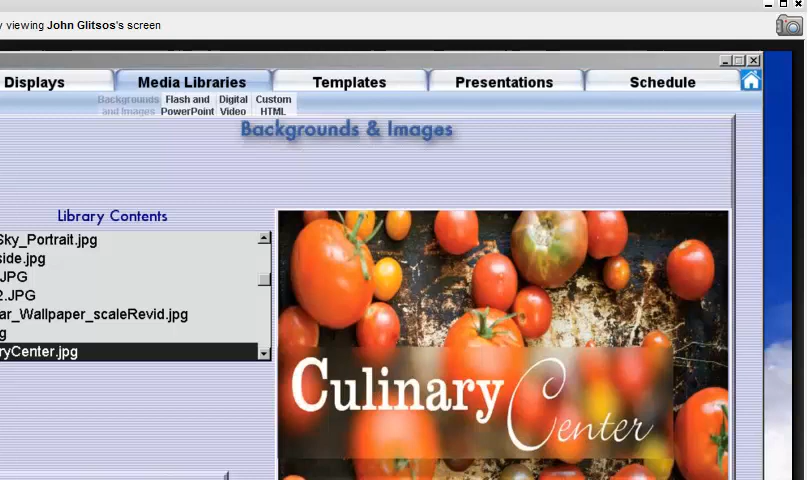 y viewing John Glitsos's screen
Displays Media Libraries Templates Presentations Schedule
Backgrounds and Images Flash and PowerPoint Digital Video Custom HTML
Backgrounds & Images
Library Contents
Sky_Portrait.jpg
side.jpg
.JPG
2.JPG
ar_Wallpaper_scaleRevid.jpg
g
ryCenter.jpg
Culinary Center